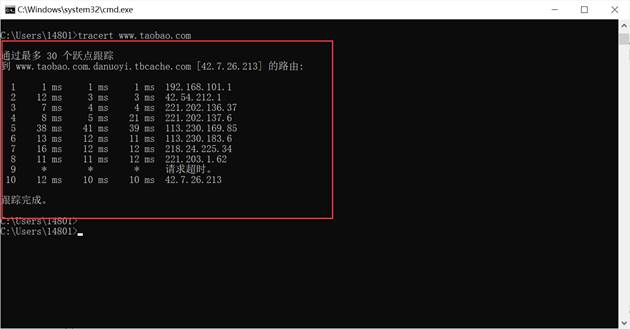 C:\Windows\system32\cmd.exe
C:\Users\14801>tracert www.taobao.com
通过最多 30 个跃点跟踪
到 www.taobao.com.danuoyi.tbcache.com [42.7.26.213] 的路由:
1 1 ms 1 ms 1 ms 192.168.101.1
2 12 ms 3 ms 3 ms 42.54.212.1
3 7 ms 4 ms 4 ms 221.202.136.37
4 8 ms 5 ms 21 ms 221.202.137.6
5 38 ms 41 ms 39 ms 113.230.169.85
6 13 ms 12 ms 11 ms 113.230.183.6
7 16 ms 12 ms 12 ms 218.24.225.34
8 11 ms 11 ms 12 ms 221.203.1.62
9 * * * 请求超时。
10 12 ms 10 ms 10 ms 42.7.26.213
跟踪完成。
C:\Users\14801>
C:\Users\14801>